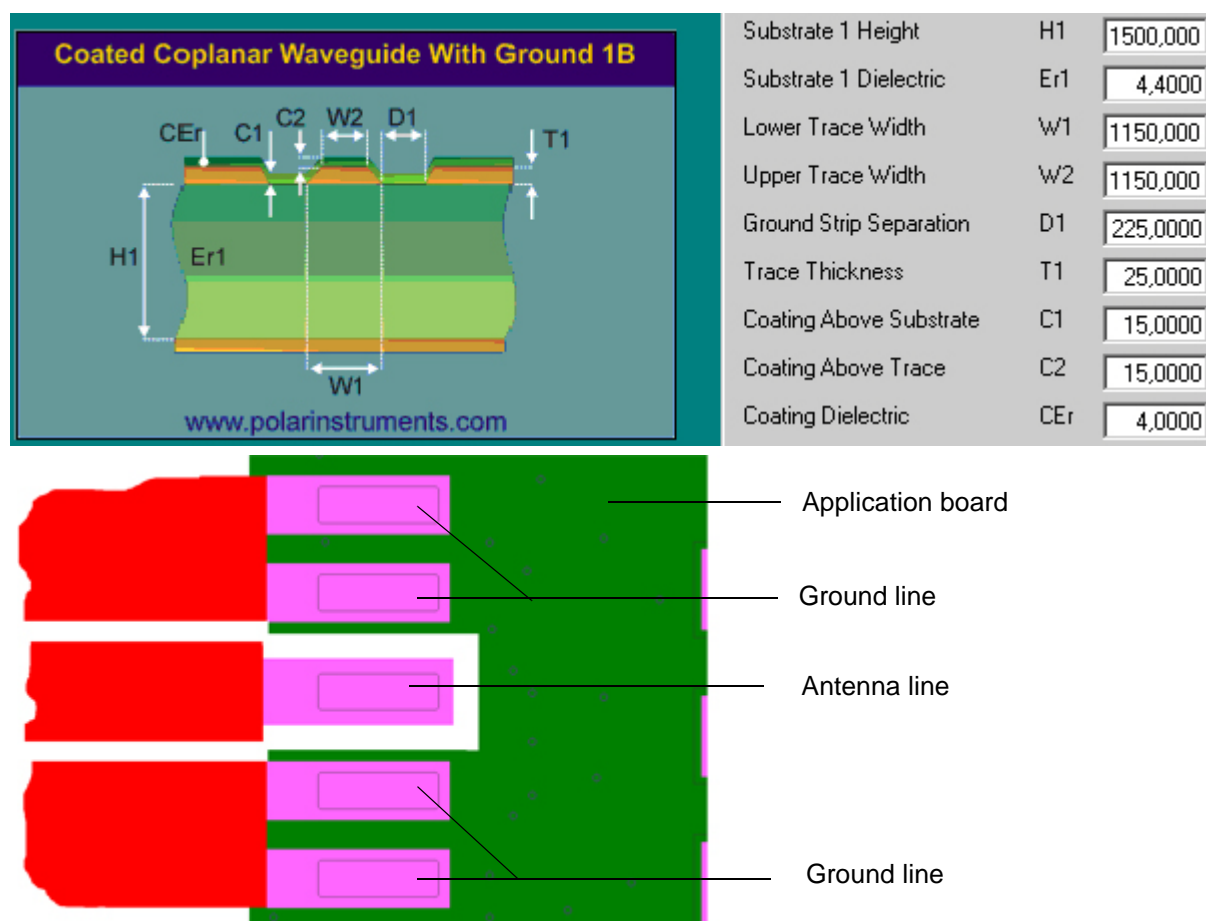 Coated Coplanar Waveguide With Ground 1B
CEr C1 C2 W2 D1 T1
H1 Er1
W1
www.polarinstruments.com
Substrate 1 Height H1 1500,000
Substrate 1 Dielectric Er1 4,4000
Lower Trace Width W1 1150,000
Upper Trace Width W2 1150,000
Ground Strip Separation D1 225,0000
Trace Thickness T1 25,0000
Coating Above Substrate C1 15,0000
Coating Above Trace C2 15,0000
Coating Dielectric CEr 4,0000
Application board
Ground line
Antenna line
Ground line